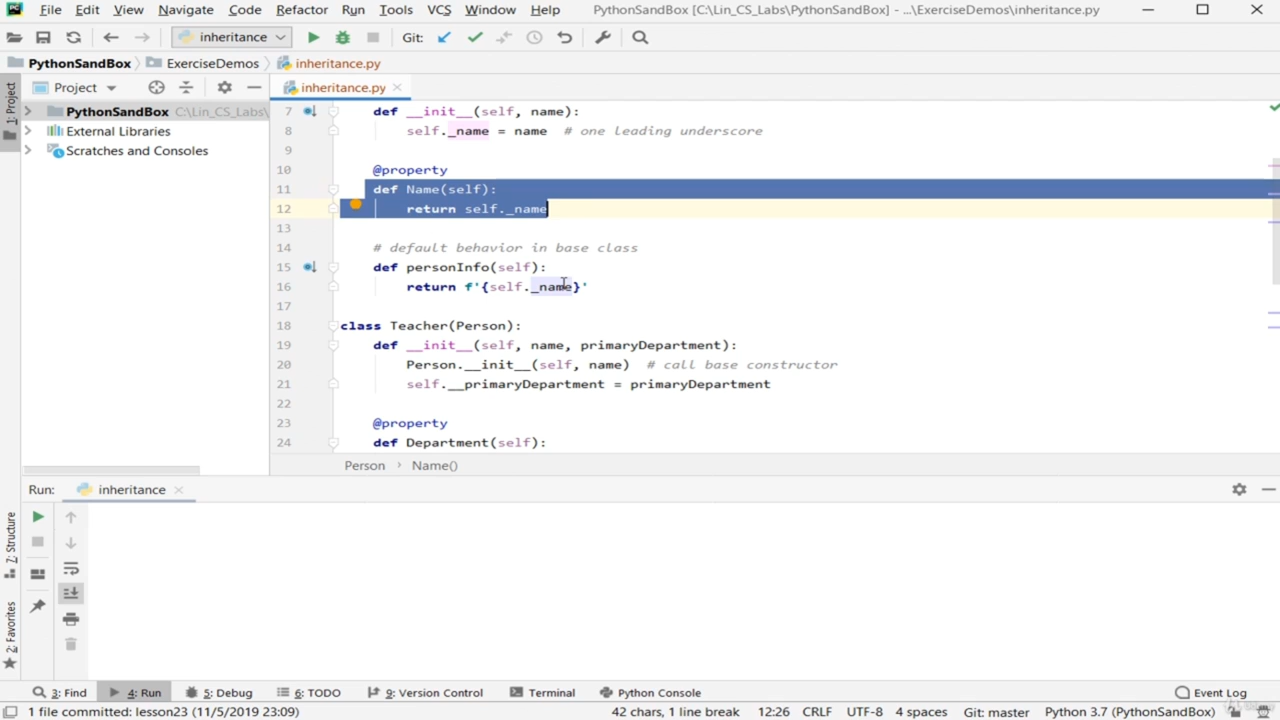 File Edit View Navigate Code Refactor Run Tools VCS Window Help PythonSandBox [C:\Lin_CS_Labs\PythonSandBox] - ...\ExerciseDemos\inheritance.py
inheritance Git:
PythonSandBox ExerciseDemos inheritance.py
1: Project
Project
inheritance.py
PythonSandBox C:\Lin_CS_Labs\
External Libraries
Scratches and Consoles
7 def __init__(self, name):
8 self._name = name # one leading underscore
9
10 @property
11 def Name(self):
12 return self._name
13
14 # default behavior in base class
15 def personInfo(self):
16 return f'{self._name}'
17
18 class Teacher(Person):
19 def __init__(self, name, primaryDepartment):
20 Person.__init__(self, name) # call base constructor
21 self.__primaryDepartment = primaryDepartment
22
23 @property
24 def Department(self):
Person › Name()
Run: inheritance
Z: Structure
2: Favorites
3: Find 4: Run 5: Debug 6: TODO 9: Version Control Terminal Python Console Event Log
1 file committed: lesson23 (11/5/2019 23:09) 42 chars, 1 line break 12:26 CRLF UTF-8 4 spaces Git: master Python 3.7 (PythonSandBox)